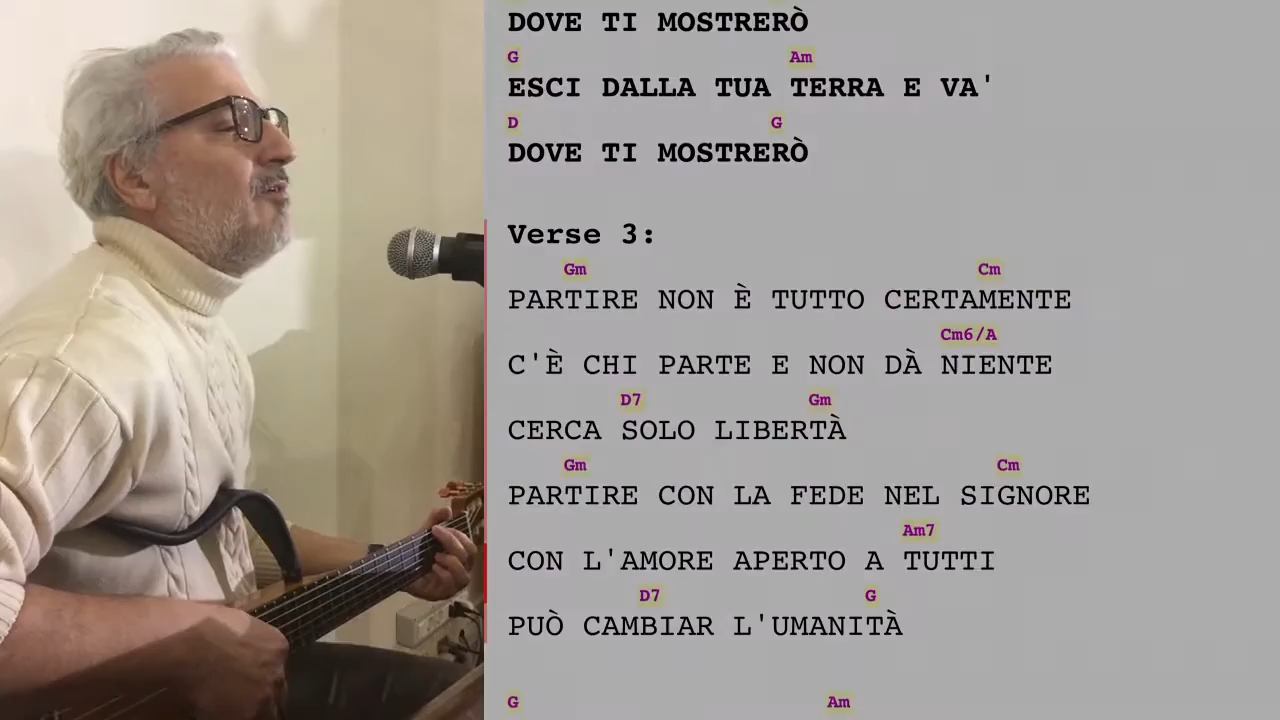 DOVE TI MOSTRERÒ
G Am
ESCI DALLA TUA TERRA E VA'
D G
DOVE TI MOSTRERÒ
Verse 3:
Gm Cm
PARTIRE NON È TUTTO CERTAMENTE
Cm6/A
C'È CHI PARTE E NON DÀ NIENTE
D7 Gm
CERCA SOLO LIBERTÀ
Gm Cm
PARTIRE CON LA FEDE NEL SIGNORE
Am7
CON L'AMORE APERTO A TUTTI
D7 G
PUÒ CAMBIAR L'UMANITÀ
G Am